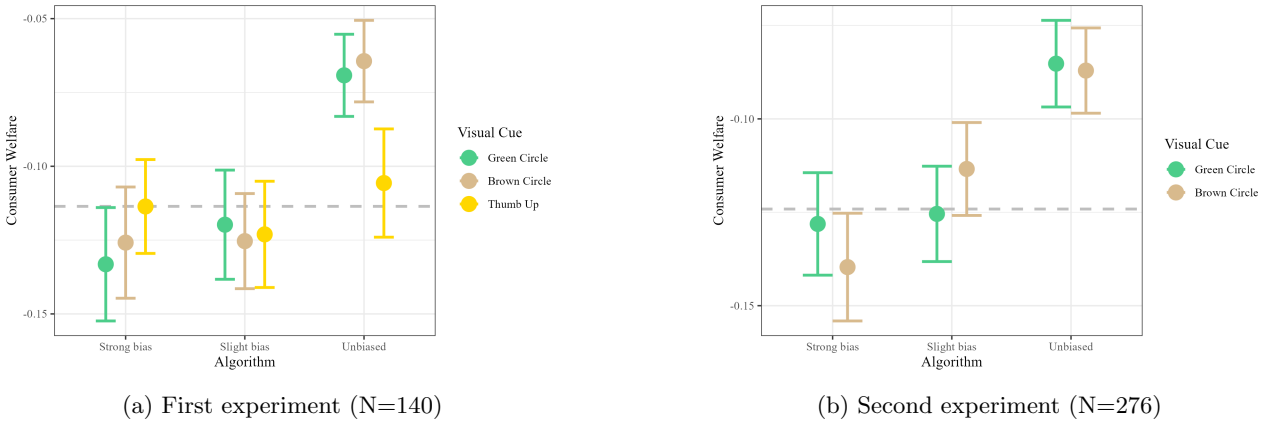 -0.05
-0.10
-0.15
Consumer Welfare
Strong bias
Slight bias
Unbiased
Algorithm
Visual Cue
Green Circle
Brown Circle
Thumb Up
(a) First experiment (N=140)
-0.10
-0.15
Consumer Welfare
Strong bias
Slight bias
Unbiased
Algorithm
Visual Cue
Green Circle
Brown Circle
(b) Second experiment (N=276)